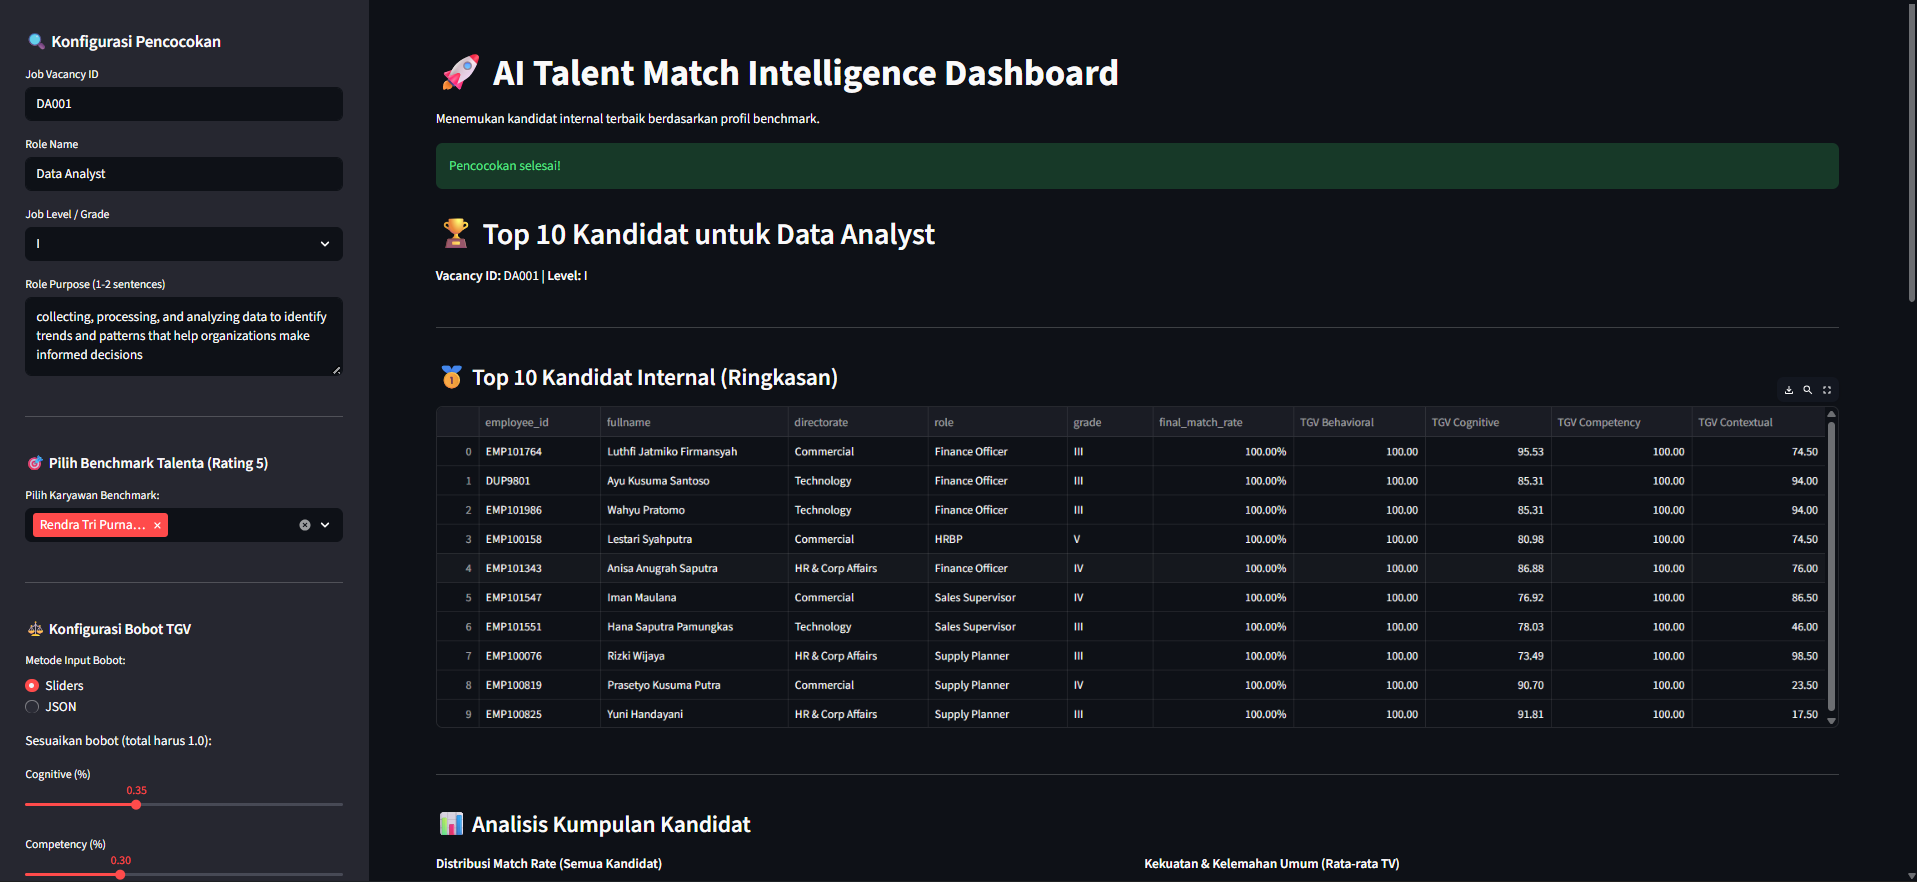 Konfigurasi Pencocokan
Job Vacancy ID
DA001
Role Name
Data Analyst
Job Level / Grade
I
Role Purpose (1-2 sentences)
collecting, processing, and analyzing data to identify
trends and patterns that help organizations make
informed decisions
Pilih Benchmark Talenta (Rating 5)
Pilih Karyawan Benchmark:
Rendra Tri Purna... ×
Konfigurasi Bobot TGV
Metode Input Bobot:
Sliders
JSON
Sesuaikan bobot (total harus 1.0):
Cognitive (%)
0.35
Competency (%)
0.30
AI Talent Match Intelligence Dashboard
Menemukan kandidat internal terbaik berdasarkan profil benchmark.
Pencocokan selesai!
Top 10 Kandidat untuk Data Analyst
Vacancy ID: DA001 | Level: I
Top 10 Kandidat Internal (Ringkasan)
employee_id fullname directorate role grade final_match_rate TGV Behavioral TGV Cognitive TGV Competency TGV Contextual
0 EMP101764 Luthfi Jatmiko Firmansyah Commercial Finance Officer III 100.00% 100.00 95.53 100.00 74.50
1 DUP9801 Ayu Kusuma Santoso Technology Finance Officer III 100.00% 100.00 85.31 100.00 94.00
2 EMP101986 Wahyu Pratomo Technology Finance Officer III 100.00% 100.00 85.31 100.00 94.00
3 EMP100158 Lestari Syahputra Commercial HRBP V 100.00% 100.00 80.98 100.00 74.50
4 EMP101343 Anisa Anugrah Saputra HR & Corp Affairs Finance Officer IV 100.00% 100.00 86.88 100.00 76.00
5 EMP101547 Iman Maulana Commercial Sales Supervisor IV 100.00% 100.00 76.92 100.00 86.50
6 EMP101551 Hana Saputra Pamungkas Technology Sales Supervisor III 100.00% 100.00 78.03 100.00 46.00
7 EMP100076 Rizki Wijaya HR & Corp Affairs Supply Planner III 100.00% 100.00 73.49 100.00 98.50
8 EMP100819 Prasetyo Kusuma Putra Commercial Supply Planner IV 100.00% 100.00 90.70 100.00 23.50
9 EMP100825 Yuni Handayani HR & Corp Affairs Supply Planner III 100.00% 100.00 91.81 100.00 17.50
Analisis Kumpulan Kandidat
Distribusi Match Rate (Semua Kandidat)
Kekuatan & Kelemahan Umum (Rata-rata TV)